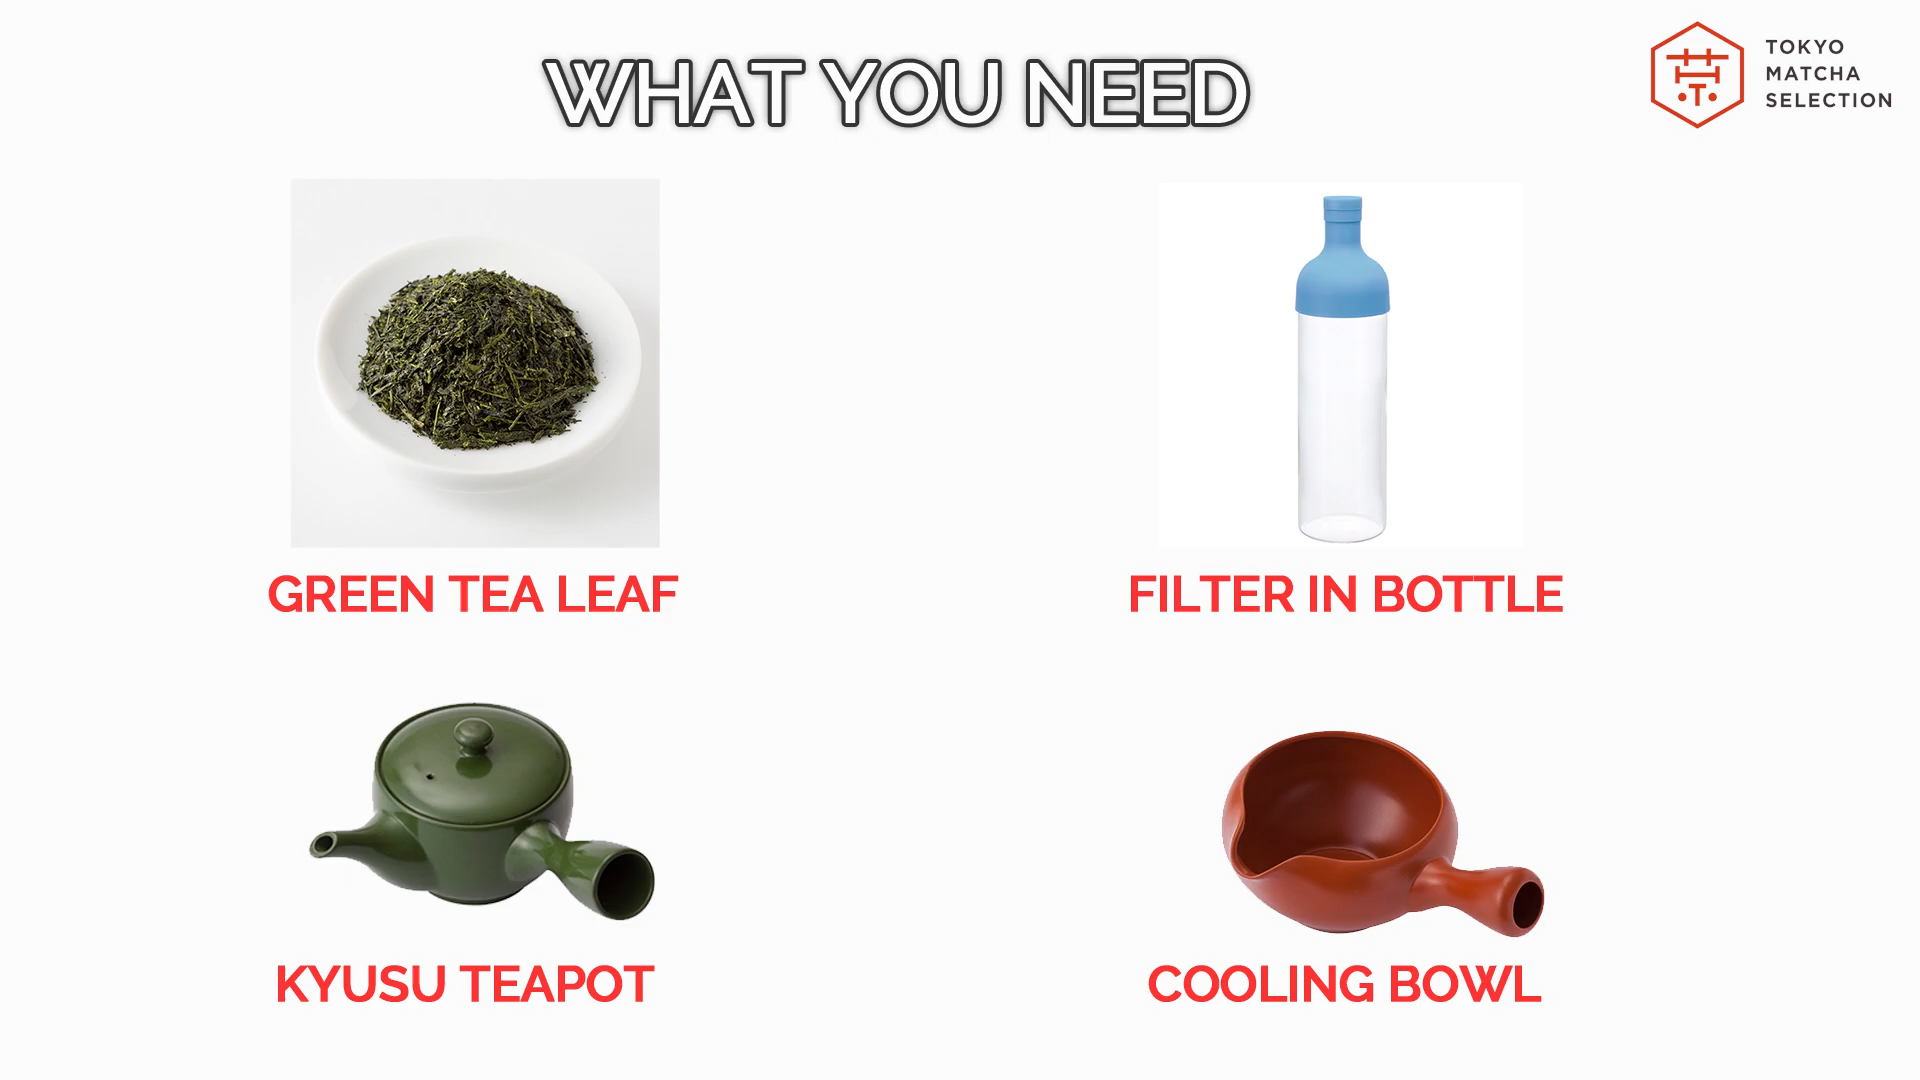 WHAT YOU NEED
TOKYO
MATCHA
SELECTION
GREEN TEA LEAF
FILTER IN BOTTLE
KYUSU TEAPOT
COOLING BOWL